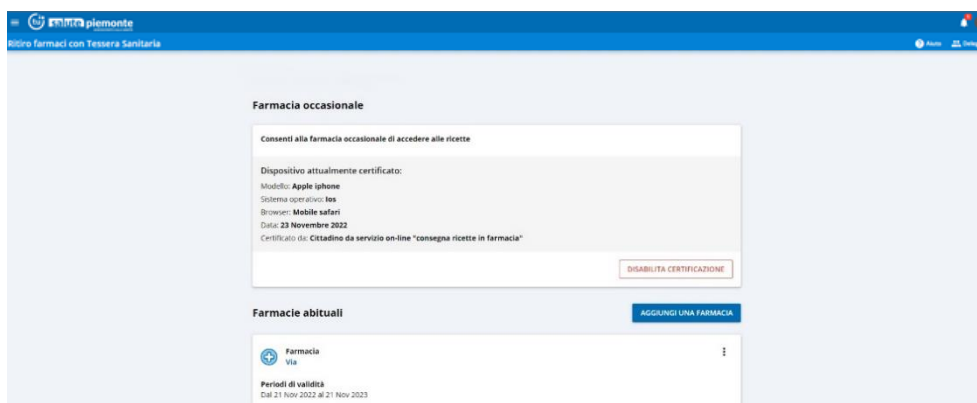 fse salute piemonte
Ritiro farmaci con Tessera Sanitaria
Aiuto
Farmacia occasionale
Consenti alla farmacia occasionale di accedere alle ricette
Dispositivo attualmente certificato:
Modello: Apple iphone
Sistema operativo: Ios
Browser: Mobile safari
Data: 23 Novembre 2022
Certificato da: Cittadino da servizio on-line "consegna ricette in farmacia"
DISABILITA CERTIFICAZIONE
Farmacie abituali
AGGIUNGI UNA FARMACIA
Farmacia
Via
Periodi di validità
Dal 21 Nov 2022 al 21 Nov 2023